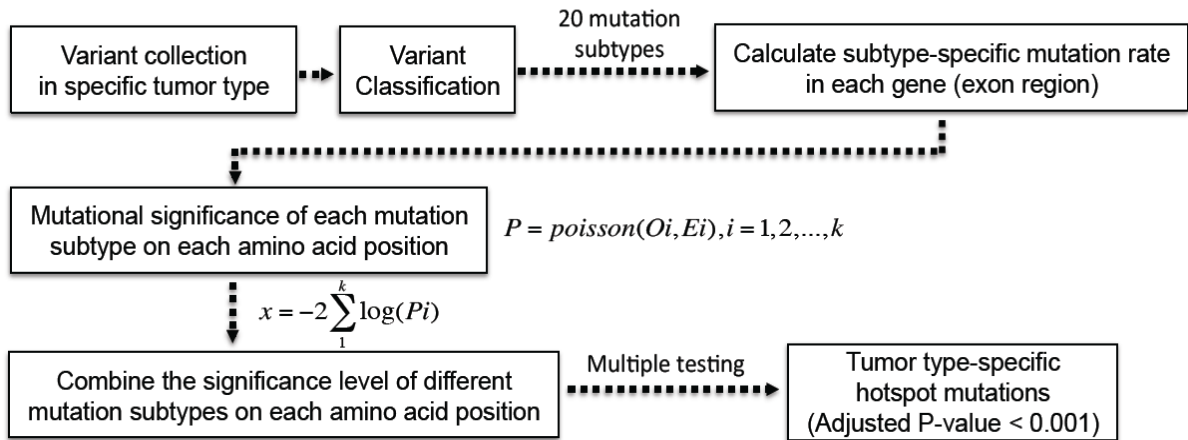 Variant collection
in specific tumor type
Variant
Classification
20 mutation
subtypes
Calculate subtype-specific mutation rate
in each gene (exon region)
Mutational significance of each mutation
subtype on each amino acid position
P = poisson(Oi, Ei), i = 1,2,...,k
x = −2∑₁ᵏ log(Pi)
Combine the significance level of different
mutation subtypes on each amino acid position
Multiple testing
Tumor type-specific
hotspot mutations
(Adjusted P-value < 0.001)